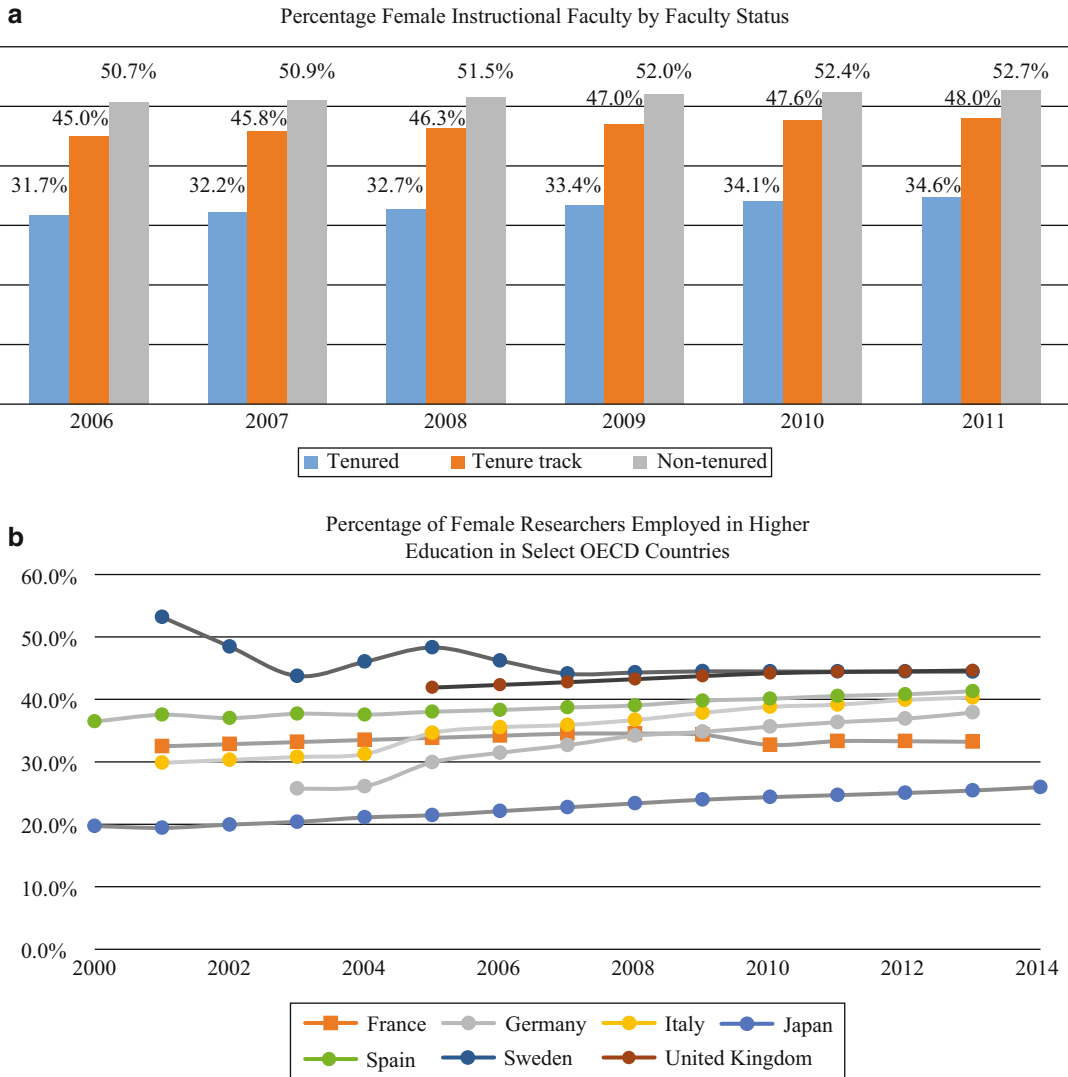 a
Percentage Female Instructional Faculty by Faculty Status
50.7% 50.9% 51.5% 52.0% 52.4% 52.7%
45.0% 45.8% 46.3% 47.0% 47.6% 48.0%
31.7% 32.2% 32.7% 33.4% 34.1% 34.6%
2006 2007 2008 2009 2010 2011
Tenured Tenure track Non-tenured
b
Percentage of Female Researchers Employed in Higher
Education in Select OECD Countries
60.0%
50.0%
40.0%
30.0%
20.0%
10.0%
0.0%
2000 2002 2004 2006 2008 2010 2012 2014
France Germany Italy Japan
Spain Sweden United Kingdom